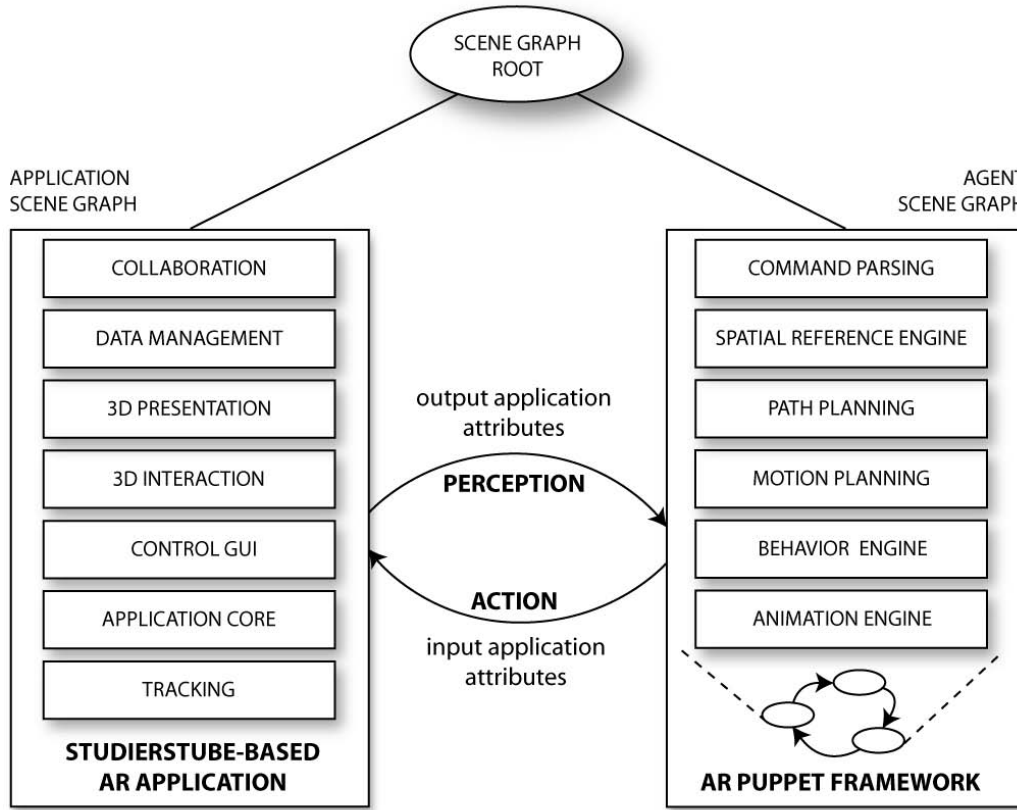 SCENE GRAPH
ROOT
APPLICATION
SCENE GRAPH
AGENT
SCENE GRAPH
COLLABORATION
DATA MANAGEMENT
3D PRESENTATION
3D INTERACTION
CONTROL GUI
APPLICATION CORE
TRACKING
STUDIERSTUBE-BASED
AR APPLICATION
output application
attributes
PERCEPTION
ACTION
input application
attributes
COMMAND PARSING
SPATIAL REFERENCE ENGINE
PATH PLANNING
MOTION PLANNING
BEHAVIOR ENGINE
ANIMATION ENGINE
AR PUPPET FRAMEWORK